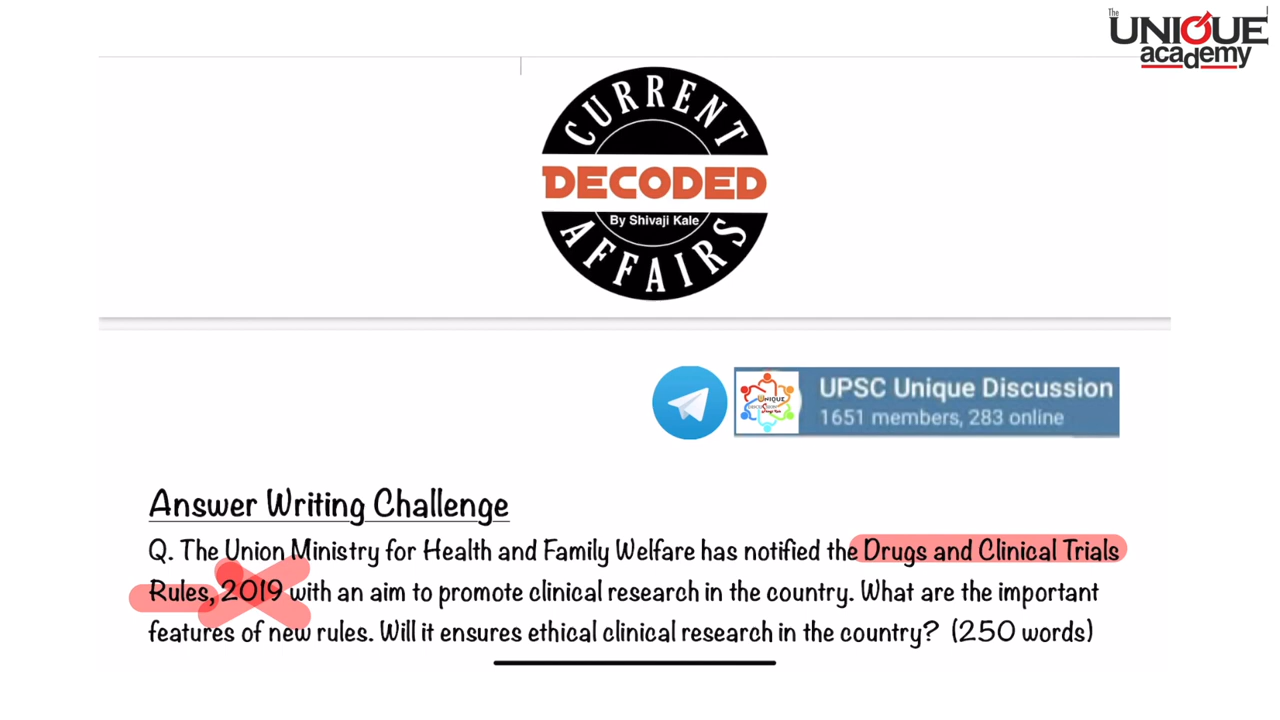 The
UNIQUE
academy
CURRENT
DECODED
By Shivaji Kale
AFFAIRS
UPSC Unique Discussion
1651 members, 283 online
UNIQUE
Answer Writing Challenge
Q. The Union Ministry for Health and Family Welfare has notified the Drugs and Clinical Trials
Rules, 2019 with an aim to promote clinical research in the country. What are the important
features of new rules. Will it ensures ethical clinical research in the country? (250 words)